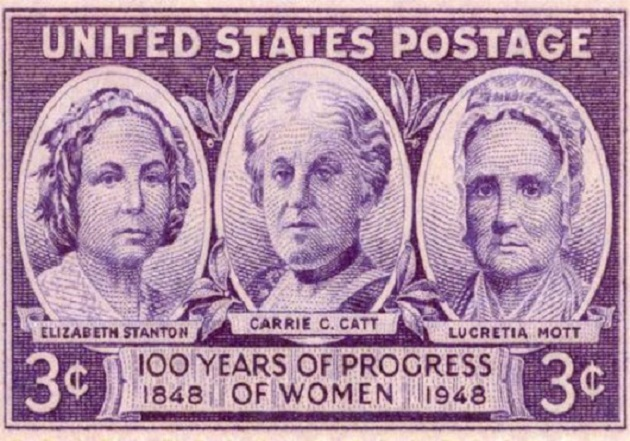 UNITED STATES POSTAGE
ELIZABETH STANTON
CARRIE C. CATT
LUCRETIA MOTT
3¢
100 YEARS OF PROGRESS
1848 OF WOMEN 1948
3¢